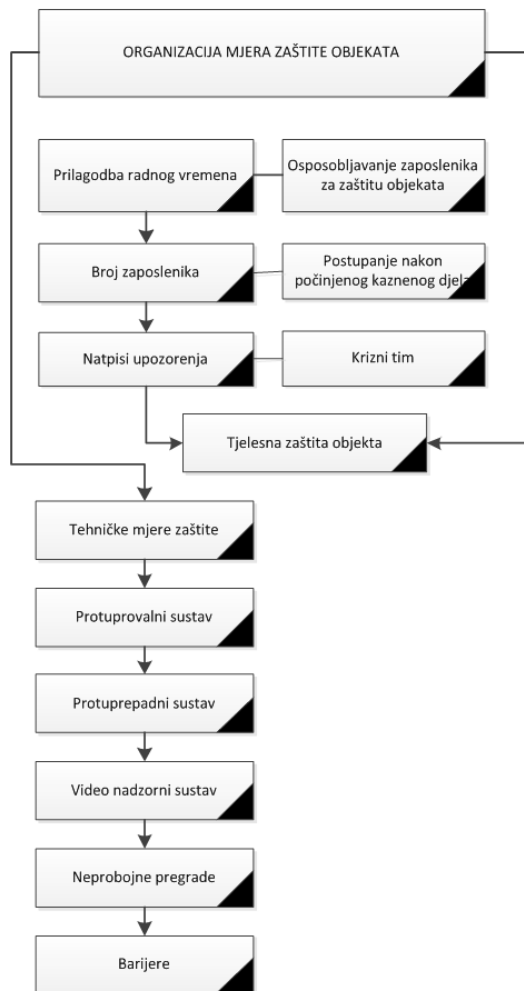 ORGANIZACIJA MJERA ZAŠTITE OBJEKATA
Prilagodba radnog vremena
Osposobljavanje zaposlenika
za zaštitu objekata
Broj zaposlenika
Postupanje nakon
počinjenog kaznenog djela
Natpisi upozorenja
Krizni tim
Tjelesna zaštita objekta
Tehničke mjere zaštite
Protuprovalni sustav
Protuprepadni sustav
Video nadzorni sustav
Neprobojne pregrade
Barijere